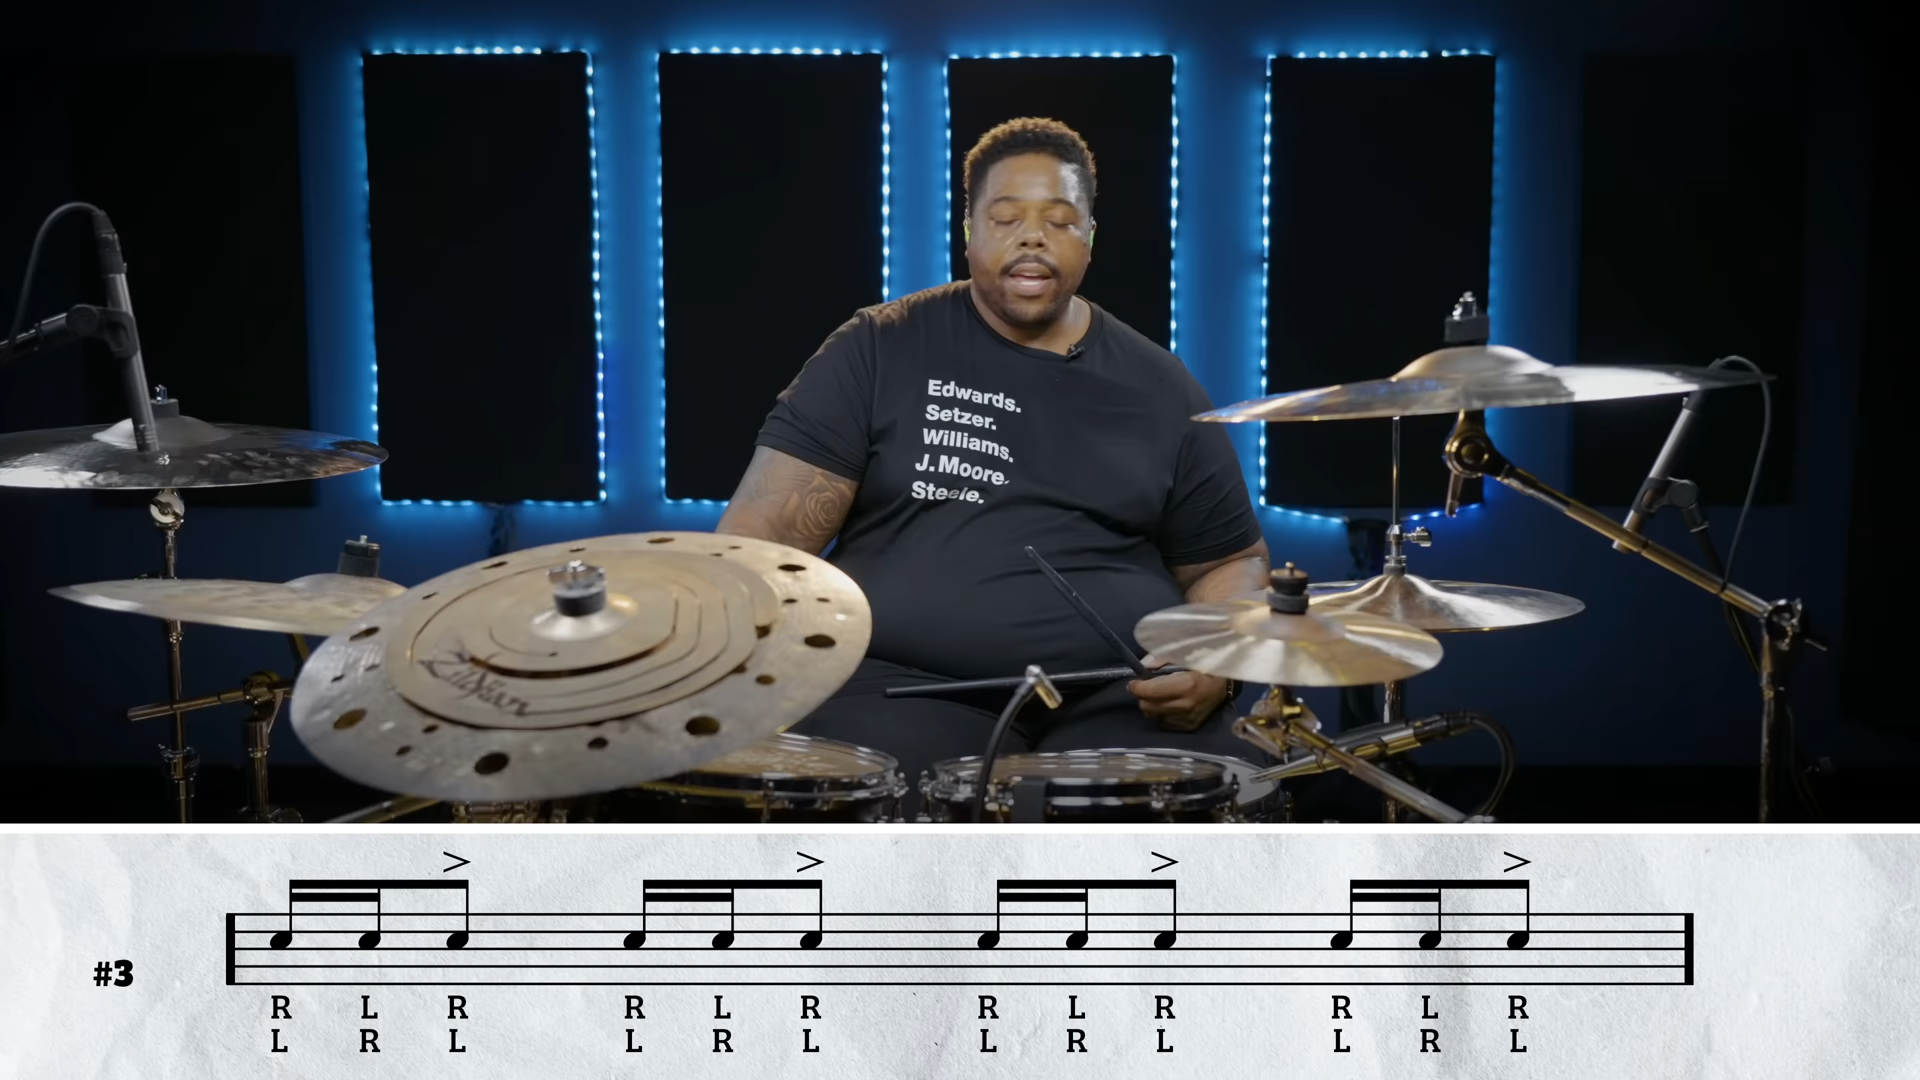 Edwards.
Setzer.
Williams.
J. Moore.
Steele.
Zildjian
#3
R L R R L R R L R R L R
L R L L R L L R L L R L